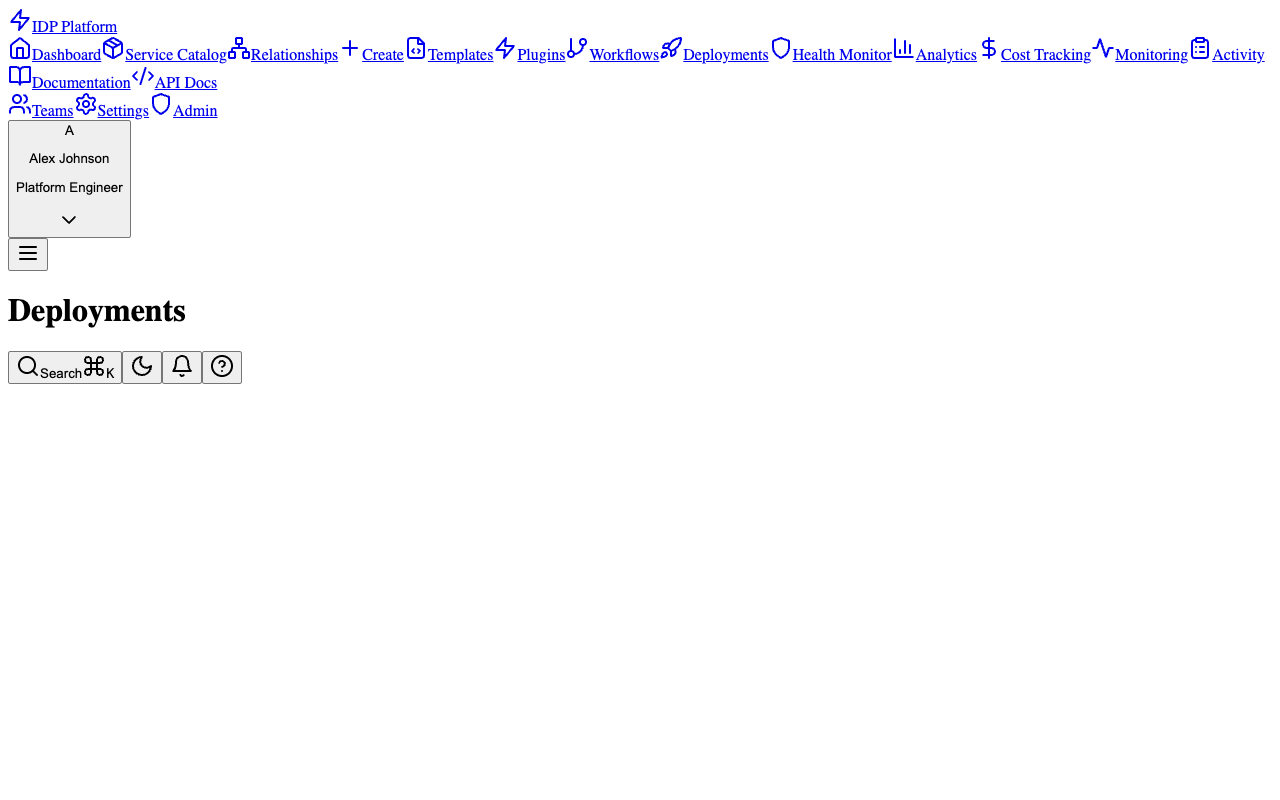 IDP Platform
Dashboard Service Catalog Relationships Create Templates Plugins Workflows Deployments Health Monitor Analytics Cost Tracking Monitoring Activity
Documentation API Docs
Teams Settings Admin
A
Alex Johnson
Platform Engineer
Deployments
Search ⌘ K